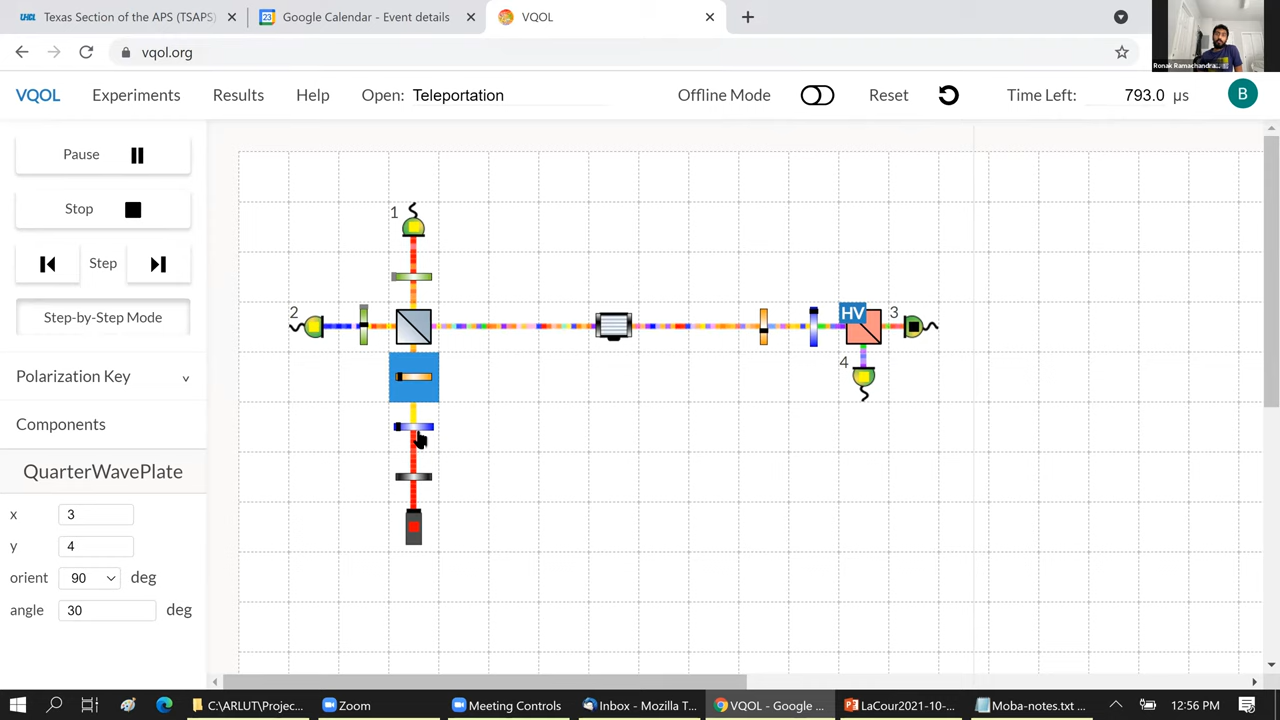 Texas Section of the APS (TSAPS)
23 Google Calendar - Event details
VQOL
vqol.org
Ronak Ramachandra...
VQOL Experiments Results Help Open: Teleportation Offline Mode Reset Time Left: 793.0 µs B
Pause
Stop
Step
Step-by-Step Mode
Polarization Key
Components
QuarterWavePlate
x 3
y 4
orient 90 deg
angle 30 deg
1
2
HV
3
4
C:\ARLUT\Projec...
Zoom
Meeting Controls
Inbox - Mozilla T...
VQOL - Google ...
LaCour2021-10-...
Moba-notes.txt ...
12:56 PM